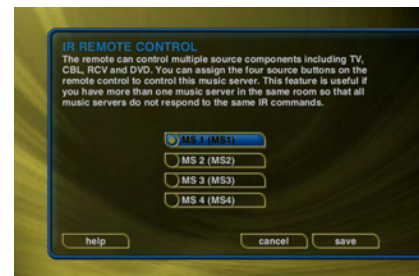 IR REMOTE CONTROL
The remote can control multiple source components including TV,
CBL, RCV and DVD. You can assign the four source buttons on the
remote control to control this music server. This feature is useful if
you have more than one music server in the same room so that all
music servers do not respond to the same IR commands.
MS 1 (MS1)
MS 2 (MS2)
MS 3 (MS3)
MS 4 (MS4)
help cancel save